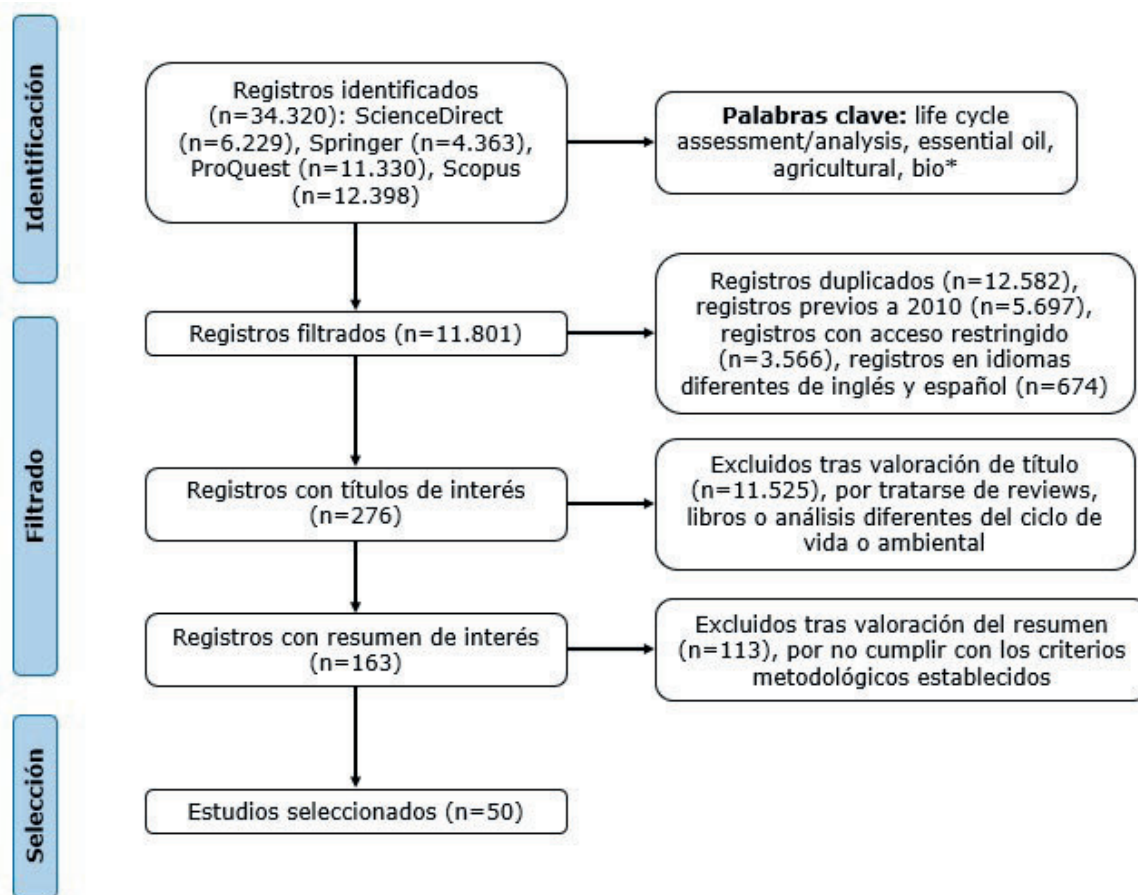 Identificación
Registros identificados
(n=34.320): ScienceDirect
(n=6.229), Springer (n=4.363),
ProQuest (n=11.330), Scopus
(n=12.398)
Palabras clave: life cycle
assessment/analysis, essential oil,
agricultural, bio*
Filtrado
Registros filtrados (n=11.801)
Registros duplicados (n=12.582),
registros previos a 2010 (n=5.697),
registros con acceso restringido
(n=3.566), registros en idiomas
diferentes de inglés y español (n=674)
Registros con títulos de interés
(n=276)
Excluidos tras valoración de título
(n=11.525), por tratarse de reviews,
libros o análisis diferentes del ciclo de
vida o ambiental
Registros con resumen de interés
(n=163)
Excluidos tras valoración del resumen
(n=113), por no cumplir con los criterios
metodológicos establecidos
Selección
Estudios seleccionados (n=50)